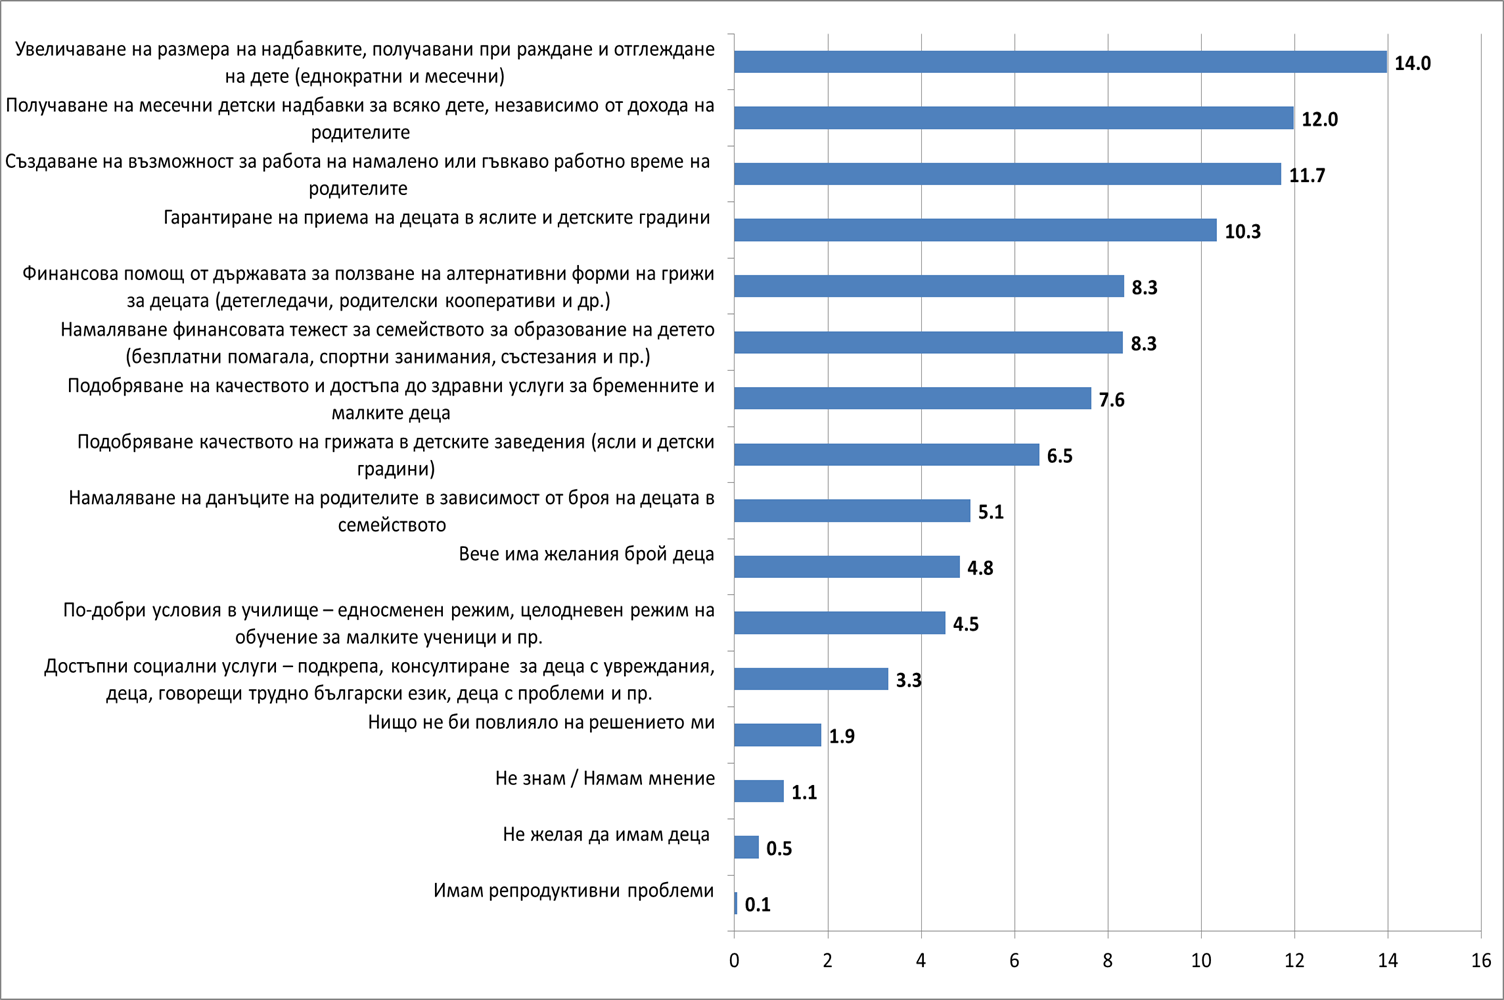 Увеличаване на размера на надбавките, получавани при раждане и отглеждане
на дете (еднократни и месечни)
14.0
Получаване на месечни детски надбавки за всяко дете, независимо от дохода на
родителите
12.0
Създаване на възможност за работа на намалено или гъвкаво работно време на
родителите
11.7
Гарантиране на приема на децата в яслите и детските градини
10.3
Финансова помощ от държавата за ползване на алтернативни форми на грижи
за децата (детегледачи, родителски кооперативи и др.)
8.3
Намаляване финансовата тежест за семейството за образование на детето
(безплатни помагала, спортни занимания, състезания и пр.)
8.3
Подобряване на качеството и достъпа до здравни услуги за бременните и
малките деца
7.6
Подобряване качеството на грижата в детските заведения (ясли и детски
градини)
6.5
Намаляване на данъците на родителите в зависимост от броя на децата в
семейството
5.1
Вече има желания брой деца
4.8
По-добри условия в училище – едносменен режим, целодневен режим на
обучение за малките ученици и пр.
4.5
Достъпни социални услуги – подкрепа, консултиране за деца с увреждания,
деца, говорещи трудно български език, деца с проблеми и пр.
3.3
Нищо не би повлияло на решението ми
1.9
Не знам / Нямам мнение
1.1
Не желая да имам деца
0.5
Имам репродуктивни проблеми
0.1
0 2 4 6 8 10 12 14 16